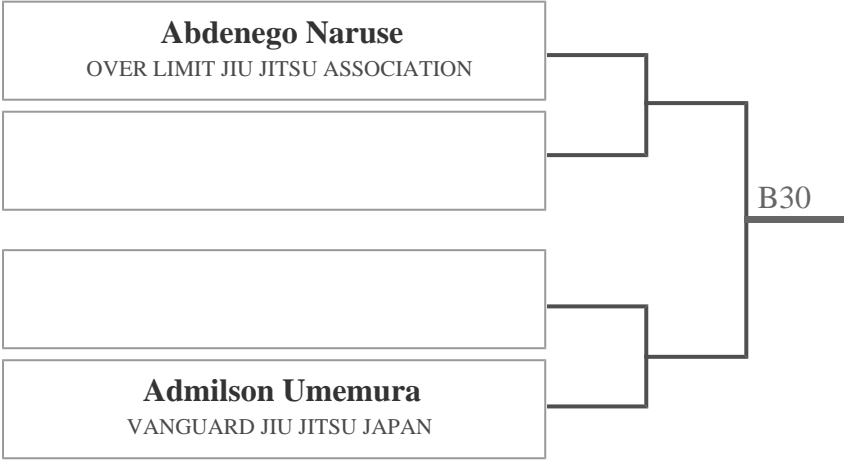 Abdenego Naruse
OVER LIMIT JIU JITSU ASSOCIATION
B30
Admilson Umemura
VANGUARD JIU JITSU JAPAN